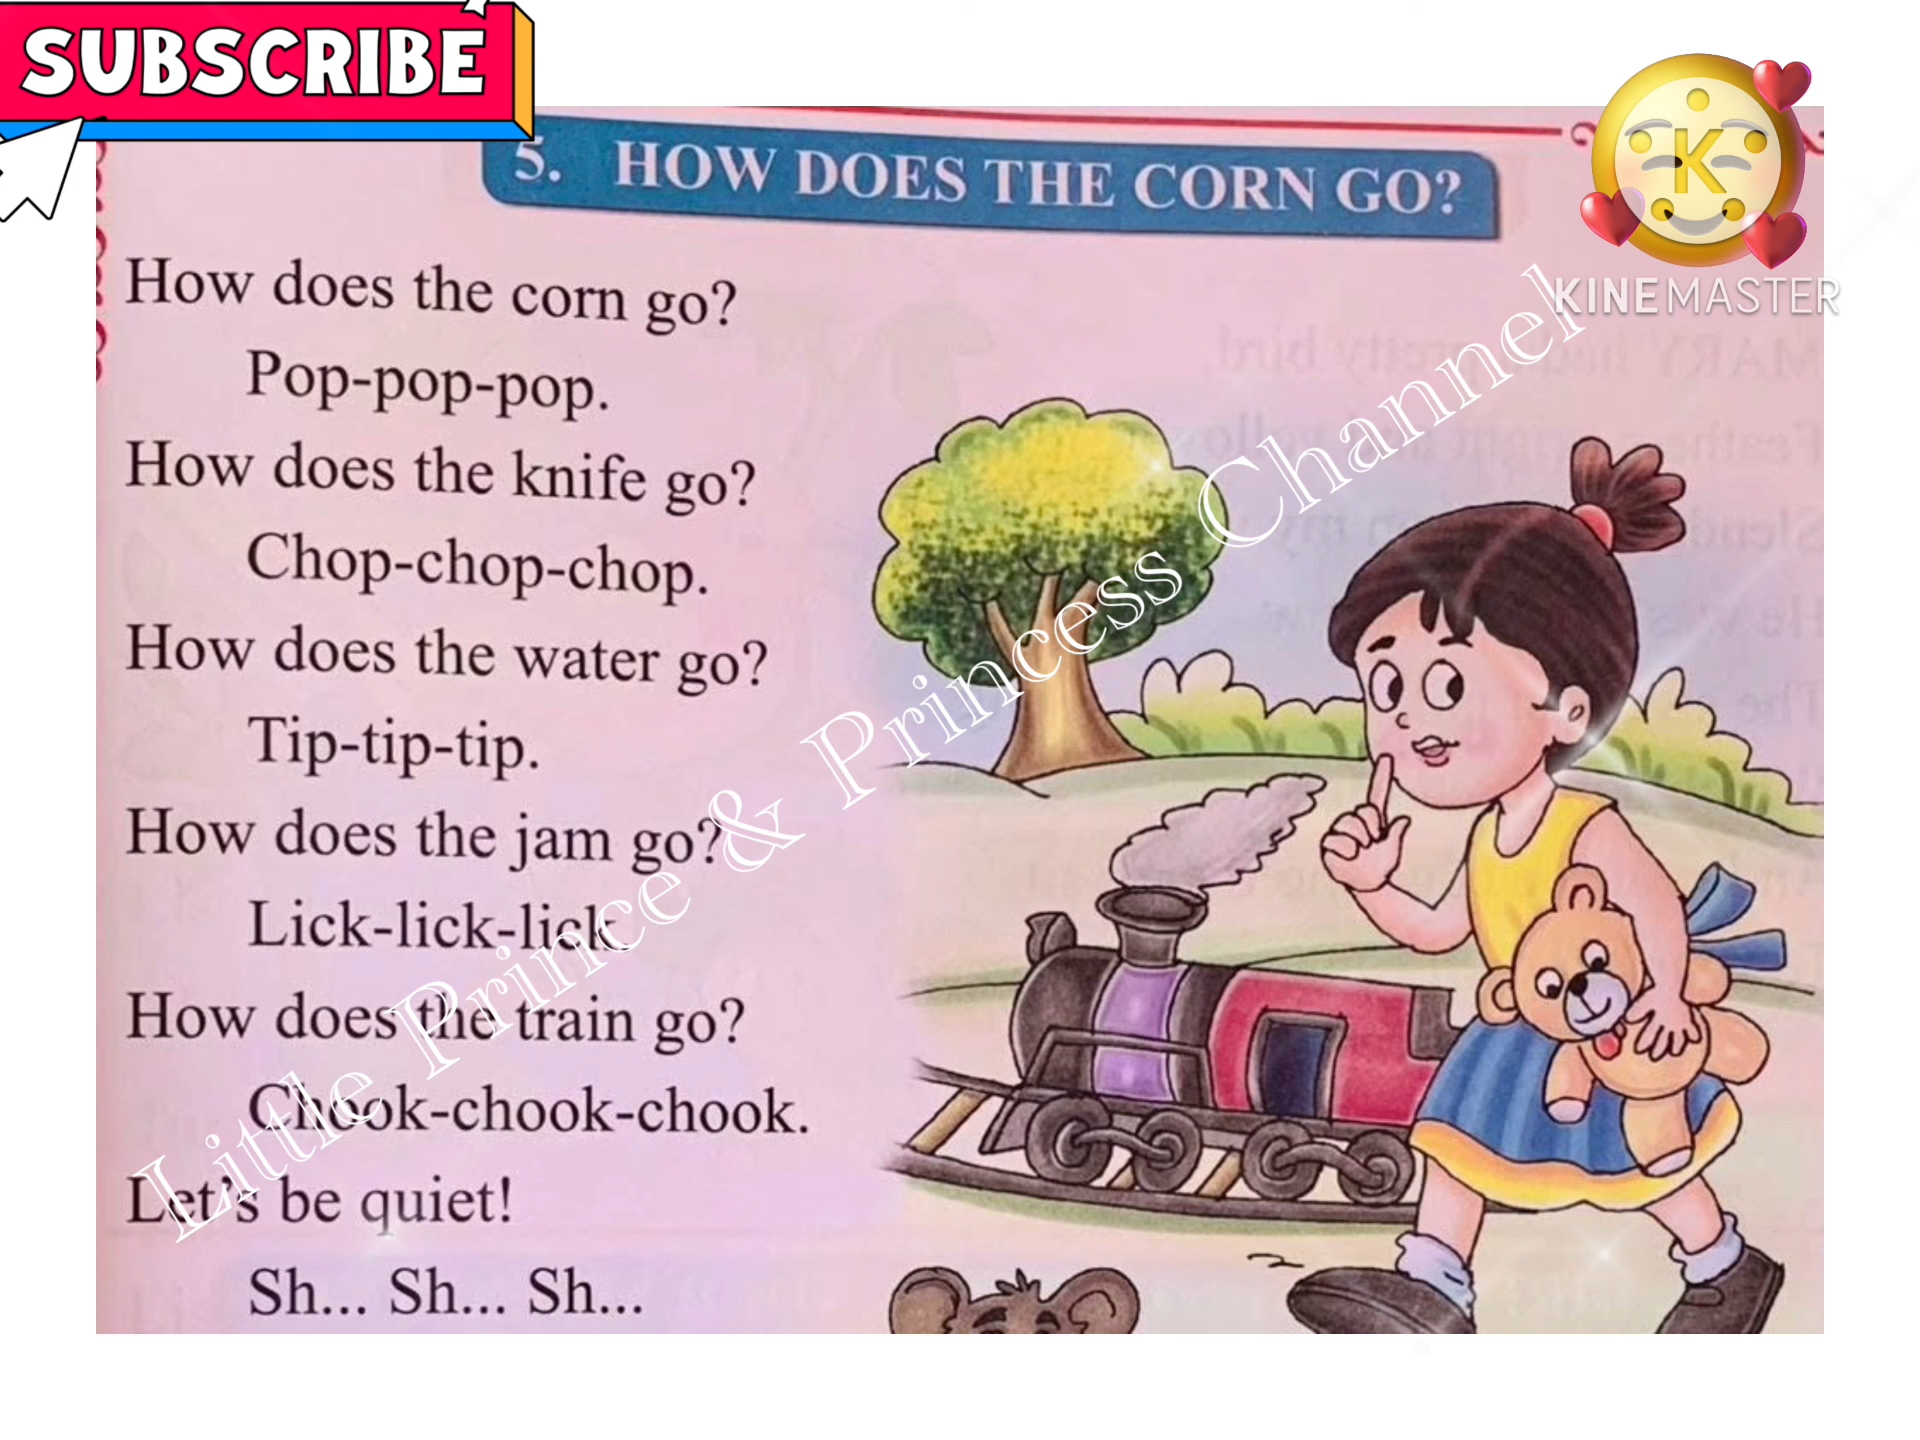 SUBSCRIBE
5. HOW DOES THE CORN GO?
KINEMASTER
How does the corn go?
Pop-pop-pop.
How does the knife go?
Chop-chop-chop.
How does the water go?
Tip-tip-tip.
How does the jam go?
Lick-lick-lick.
How does the train go?
Chook-chook-chook.
Let's be quiet!
Sh... Sh... Sh...
Little Prince & Princess Channel